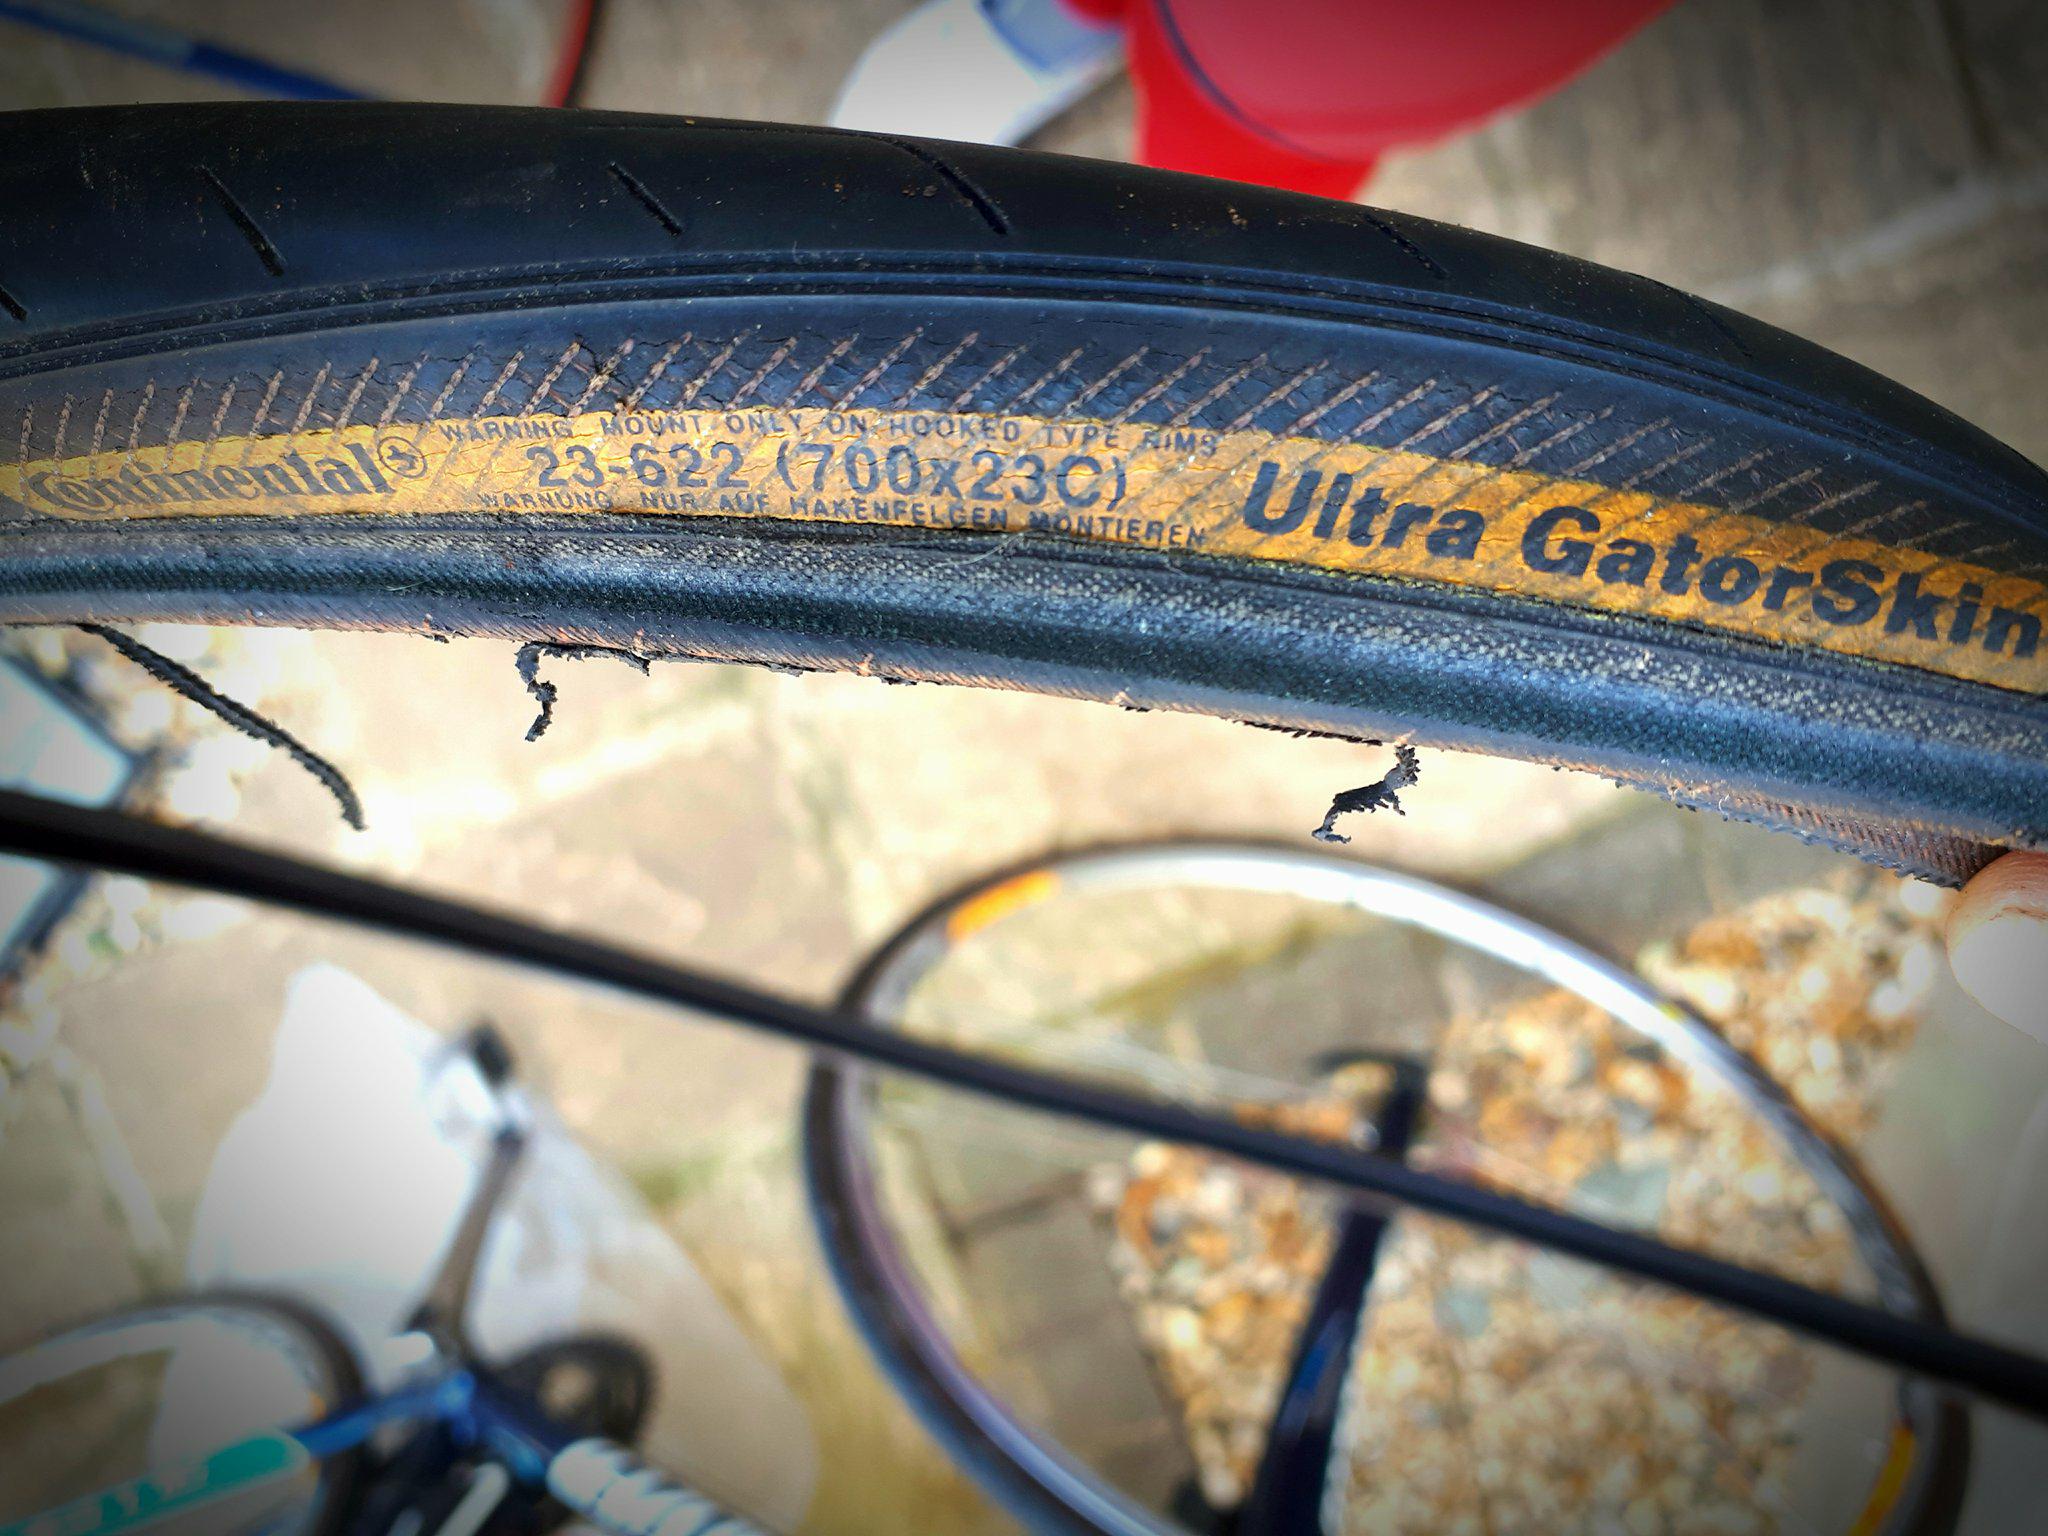 WARNING MOUNT ONLY ON HOOKED TYPE RIMS
Continental 23-622 (700x23C) Ultra GatorSkin
WARNUNG NUR AUF HAKENFELGEN MONTIEREN